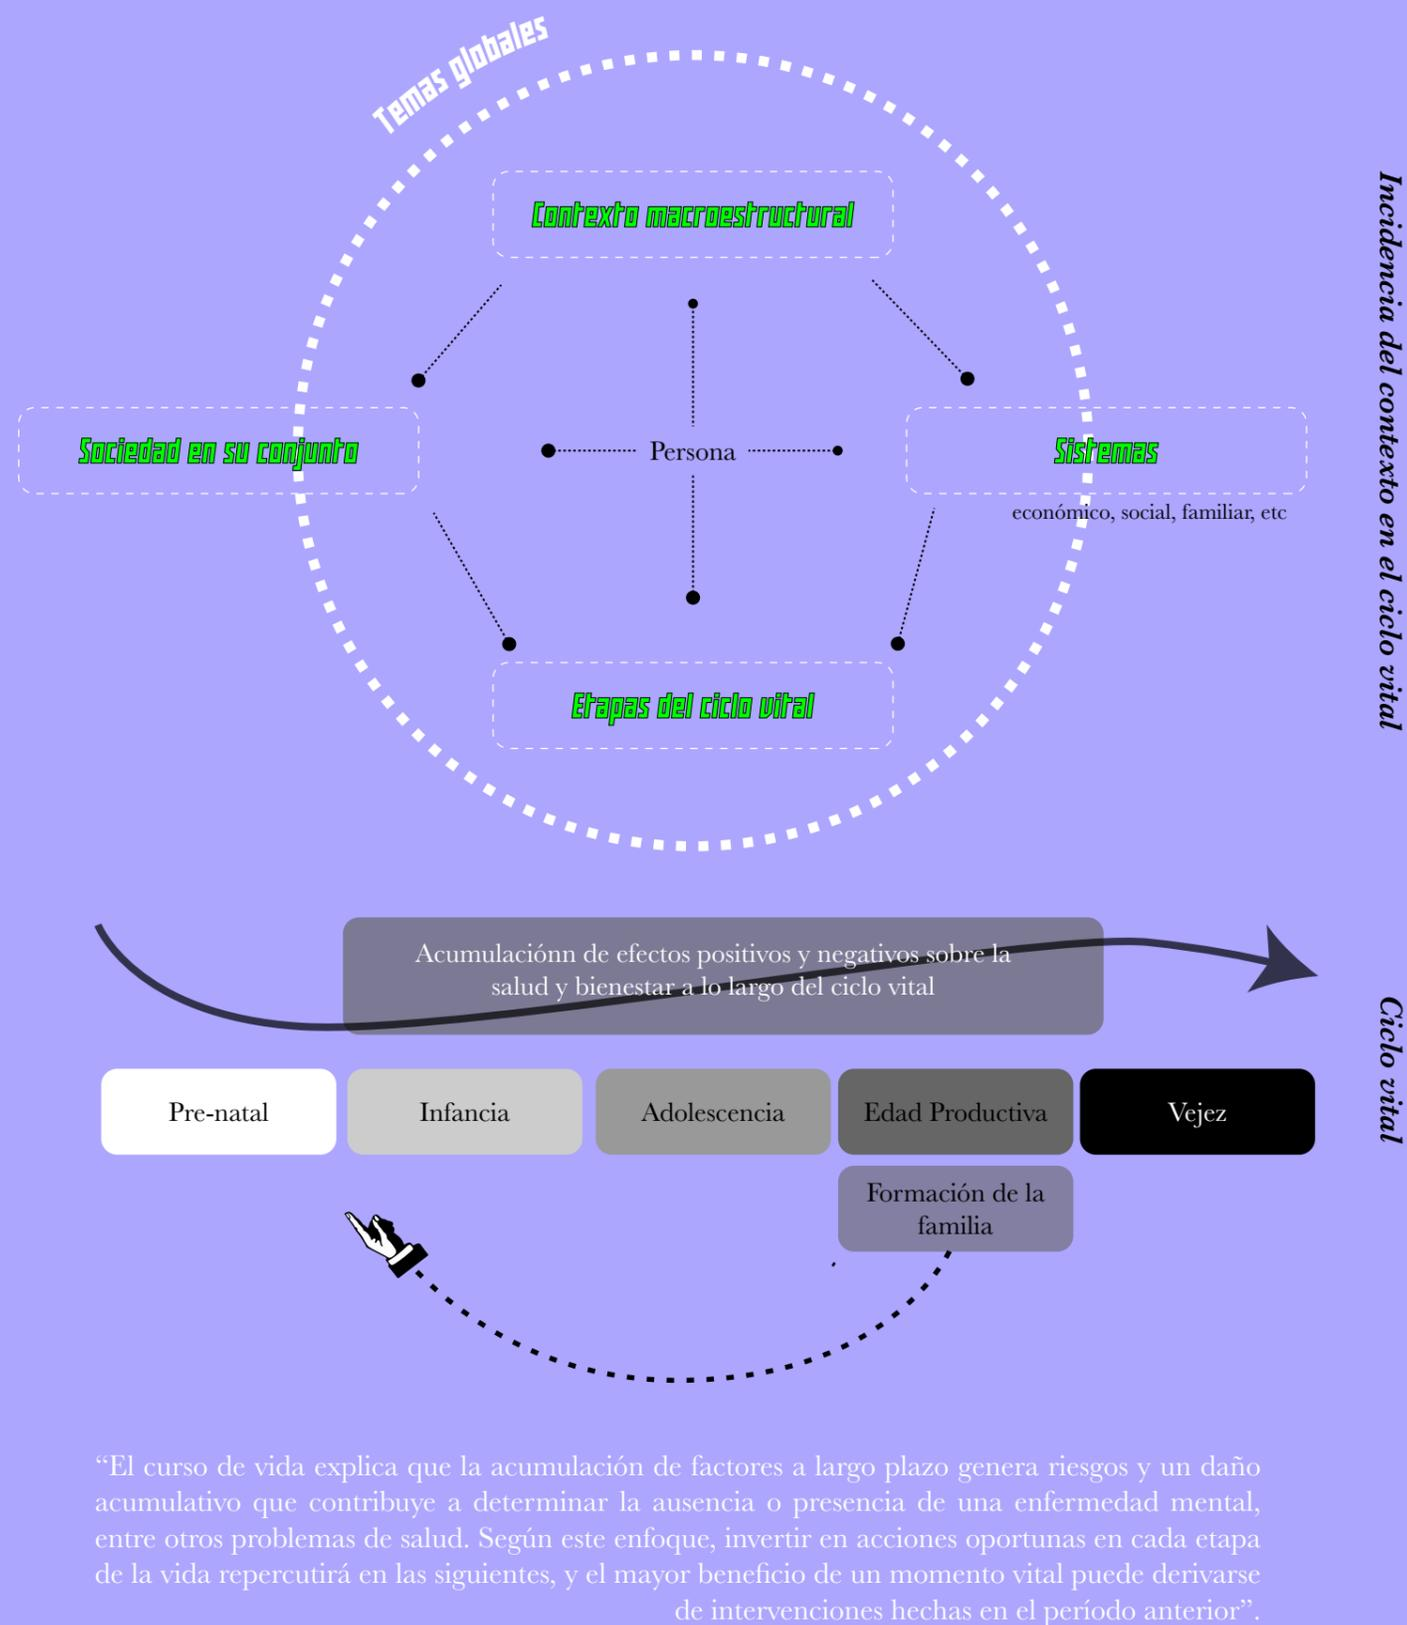 Temas globales
Contexto macroestructural
Sociedad en su conjunto
Persona
Sistemas
económico, social, familiar, etc
Etapas del ciclo vital
Incidencia del contexto en el ciclo vital
Acumulaciónn de efectos positivos y negativos sobre la
salud y bienestar a lo largo del ciclo vital
Pre-natal
Infancia
Adolescencia
Edad Productiva
Vejez
Formación de la
familia
Ciclo vital
“El curso de vida explica que la acumulación de factores a largo plazo genera riesgos y un daño
acumulativo que contribuye a determinar la ausencia o presencia de una enfermedad mental,
entre otros problemas de salud. Según este enfoque, invertir en acciones oportunas en cada etapa
de la vida repercutirá en las siguientes, y el mayor beneficio de un momento vital puede derivarse
de intervenciones hechas en el período anterior”.